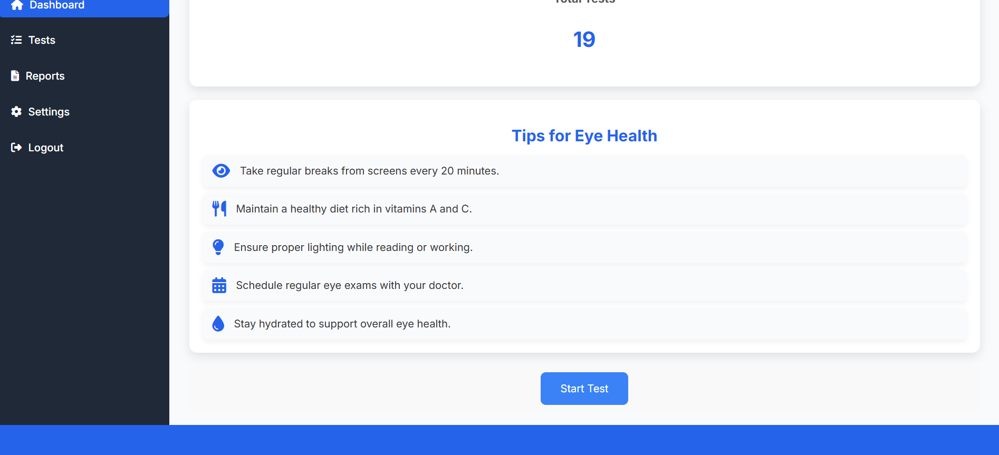 Dashboard
Tests
Reports
Settings
Logout
Total Tests
19
Tips for Eye Health
Take regular breaks from screens every 20 minutes.
Maintain a healthy diet rich in vitamins A and C.
Ensure proper lighting while reading or working.
Schedule regular eye exams with your doctor.
Stay hydrated to support overall eye health.
Start Test